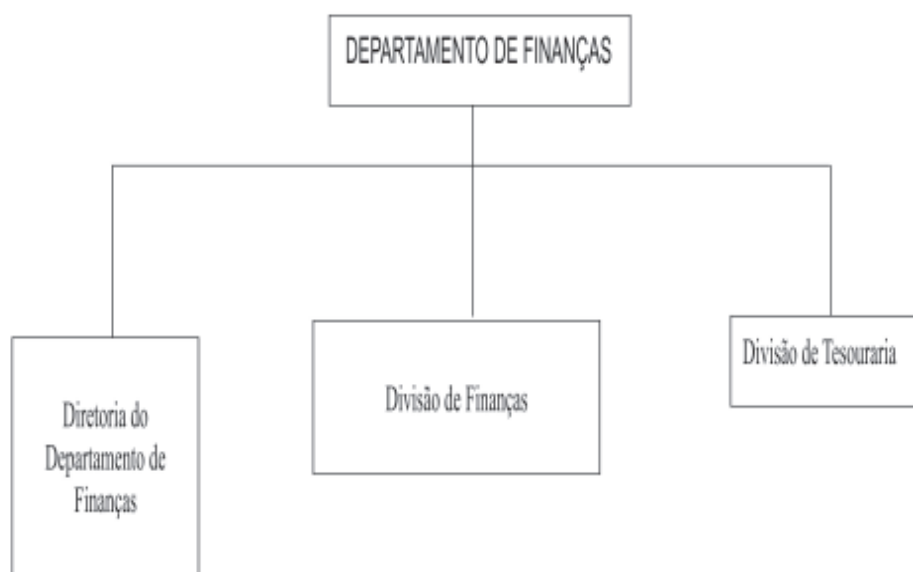 DEPARTAMENTO DE FINANÇAS
Diretoria do
Departamento de
Finanças
Divisão de Finanças
Divisão de Tesouraria